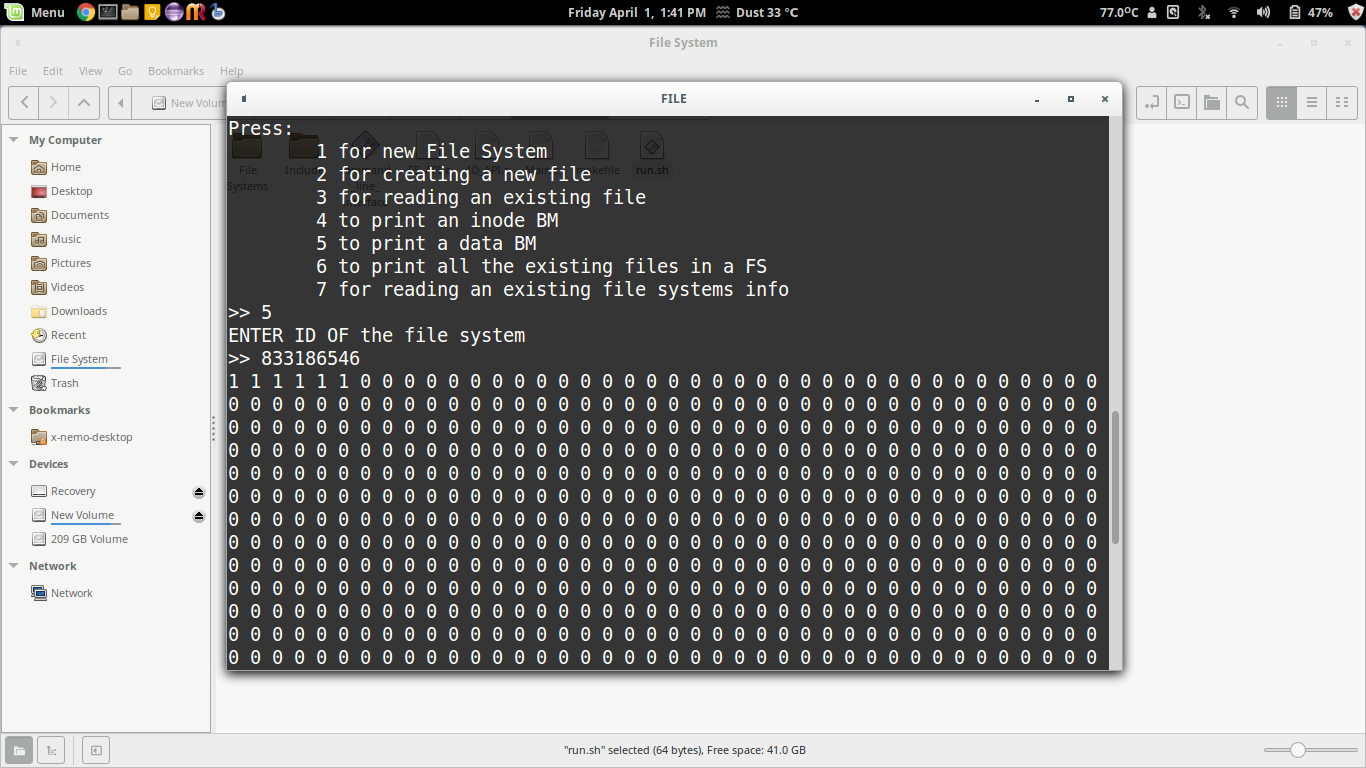 Menu
Friday April 1, 1:41 PM
Dust 33 °C
77.0°C
47%
File System
File Edit View Go Bookmarks Help
New Volum
My Computer
Home
Desktop
Documents
Music
Pictures
Videos
Downloads
Recent
File System
Trash
Bookmarks
x-nemo-desktop
Devices
Recovery
New Volume
209 GB Volume
Network
Network
FILE
File Systems
run.sh
Press:
1 for new File System
2 for creating a new file
3 for reading an existing file
4 to print an inode BM
5 to print a data BM
6 to print all the existing files in a FS
7 for reading an existing file systems info
>> 5
ENTER ID OF the file system
>> 833186546
1 1 1 1 1 1 0 0 0 0 0 0 0 0 0 0 0 0 0 0 0 0 0 0 0 0 0 0 0 0 0 0 0 0 0 0 0 0 0 0
0 0 0 0 0 0 0 0 0 0 0 0 0 0 0 0 0 0 0 0 0 0 0 0 0 0 0 0 0 0 0 0 0 0 0 0 0 0 0 0
0 0 0 0 0 0 0 0 0 0 0 0 0 0 0 0 0 0 0 0 0 0 0 0 0 0 0 0 0 0 0 0 0 0 0 0 0 0 0 0
0 0 0 0 0 0 0 0 0 0 0 0 0 0 0 0 0 0 0 0 0 0 0 0 0 0 0 0 0 0 0 0 0 0 0 0 0 0 0 0
0 0 0 0 0 0 0 0 0 0 0 0 0 0 0 0 0 0 0 0 0 0 0 0 0 0 0 0 0 0 0 0 0 0 0 0 0 0 0 0
0 0 0 0 0 0 0 0 0 0 0 0 0 0 0 0 0 0 0 0 0 0 0 0 0 0 0 0 0 0 0 0 0 0 0 0 0 0 0 0
0 0 0 0 0 0 0 0 0 0 0 0 0 0 0 0 0 0 0 0 0 0 0 0 0 0 0 0 0 0 0 0 0 0 0 0 0 0 0 0
0 0 0 0 0 0 0 0 0 0 0 0 0 0 0 0 0 0 0 0 0 0 0 0 0 0 0 0 0 0 0 0 0 0 0 0 0 0 0 0
0 0 0 0 0 0 0 0 0 0 0 0 0 0 0 0 0 0 0 0 0 0 0 0 0 0 0 0 0 0 0 0 0 0 0 0 0 0 0 0
0 0 0 0 0 0 0 0 0 0 0 0 0 0 0 0 0 0 0 0 0 0 0 0 0 0 0 0 0 0 0 0 0 0 0 0 0 0 0 0
0 0 0 0 0 0 0 0 0 0 0 0 0 0 0 0 0 0 0 0 0 0 0 0 0 0 0 0 0 0 0 0 0 0 0 0 0 0 0 0
0 0 0 0 0 0 0 0 0 0 0 0 0 0 0 0 0 0 0 0 0 0 0 0 0 0 0 0 0 0 0 0 0 0 0 0 0 0 0 0
0 0 0 0 0 0 0 0 0 0 0 0 0 0 0 0 0 0 0 0 0 0 0 0 0 0 0 0 0 0 0 0 0 0 0 0 0 0 0 0
"run.sh" selected (64 bytes), Free space: 41.0 GB